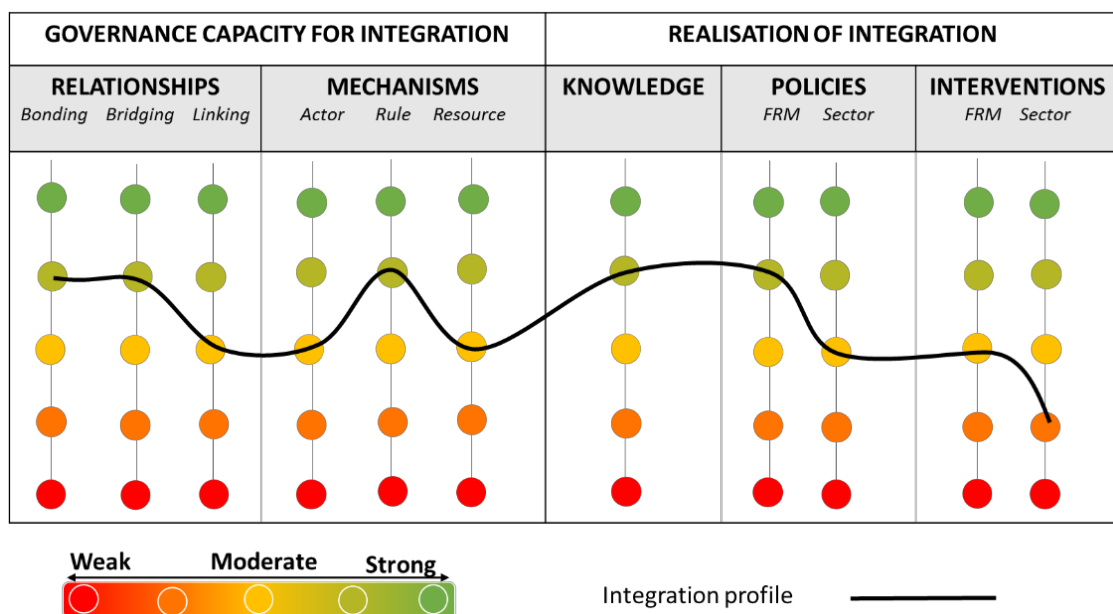 GOVERNANCE CAPACITY FOR INTEGRATION REALISATION OF INTEGRATION
RELATIONSHIPS MECHANISMS KNOWLEDGE POLICIES INTERVENTIONS
Bonding Bridging Linking Actor Rule Resource FRM Sector FRM Sector
Weak Moderate Strong
Integration profile